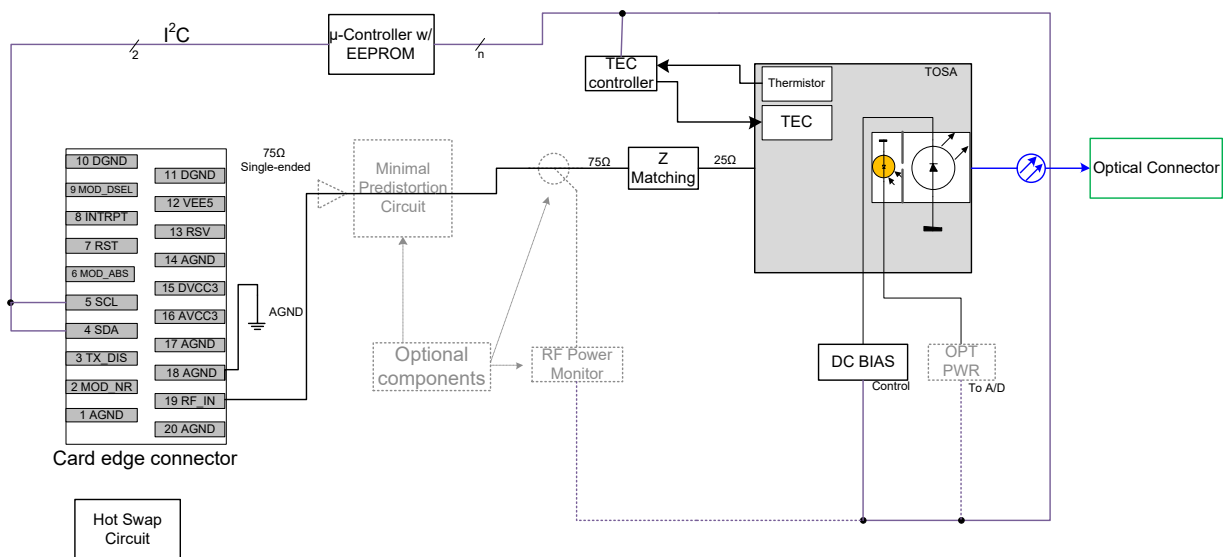 I²C
2
µ-Controller w/
EEPROM
n
TEC
controller
TOSA
Thermistor
TEC
75Ω
Single-ended
Minimal
Predistortion
Circuit
75Ω
Z
Matching
25Ω
Optical Connector
10 DGND
11 DGND
9 MOD_DSEL
12 VEE5
8 INTRPT
13 RSV
7 RST
14 AGND
6 MOD_ABS
15 DVCC3
5 SCL
16 AVCC3
4 SDA
17 AGND
3 TX_DIS
18 AGND
2 MOD_NR
19 RF_IN
1 AGND
20 AGND
AGND
Optional
components
RF Power
Monitor
DC BIAS
Control
OPT
PWR
To A/D
Card edge connector
Hot Swap
Circuit